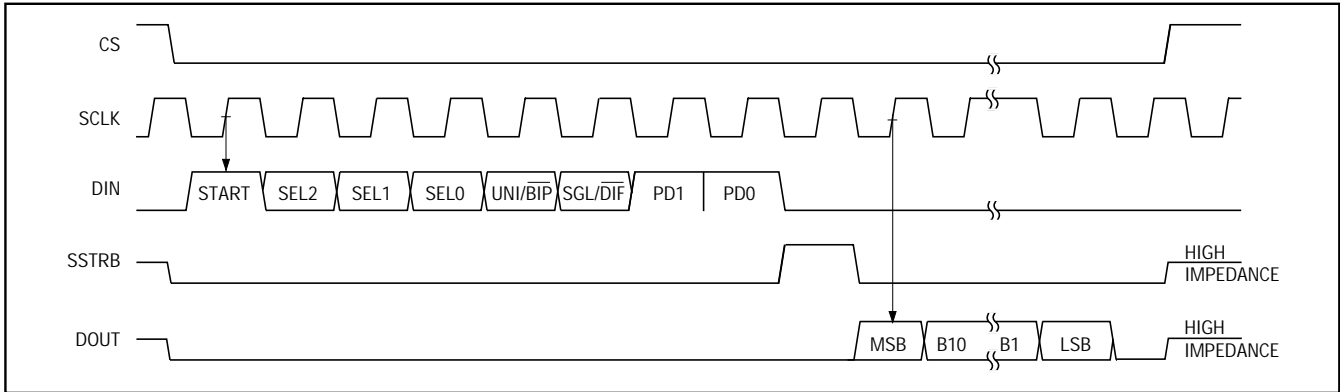 CS
SCLK
DIN
START SEL2 SEL1 SEL0 UNI/BIP SGL/DIF PD1 PD0
SSTRB
HIGH
IMPEDANCE
DOUT
MSB B10 B1 LSB
HIGH
IMPEDANCE